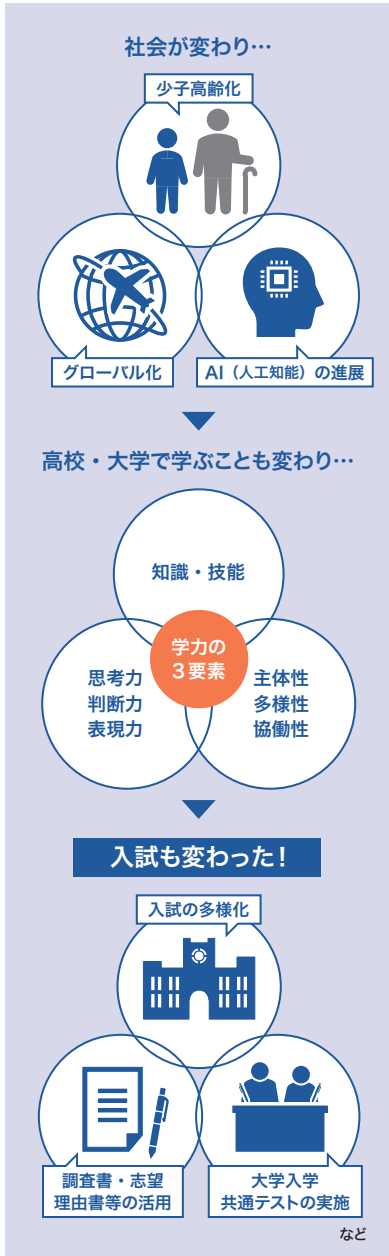 社会が変わり…
少子高齢化
グローバル化
AI（人工知能）の進展
高校・大学で学ぶことも変わり…
知識・技能
学力の
3要素
思考力
判断力
表現力
主体性
多様性
協働性
入試も変わった！
入試の多様化
調査書・志望
理由書等の活用
大学入学
共通テストの実施
など